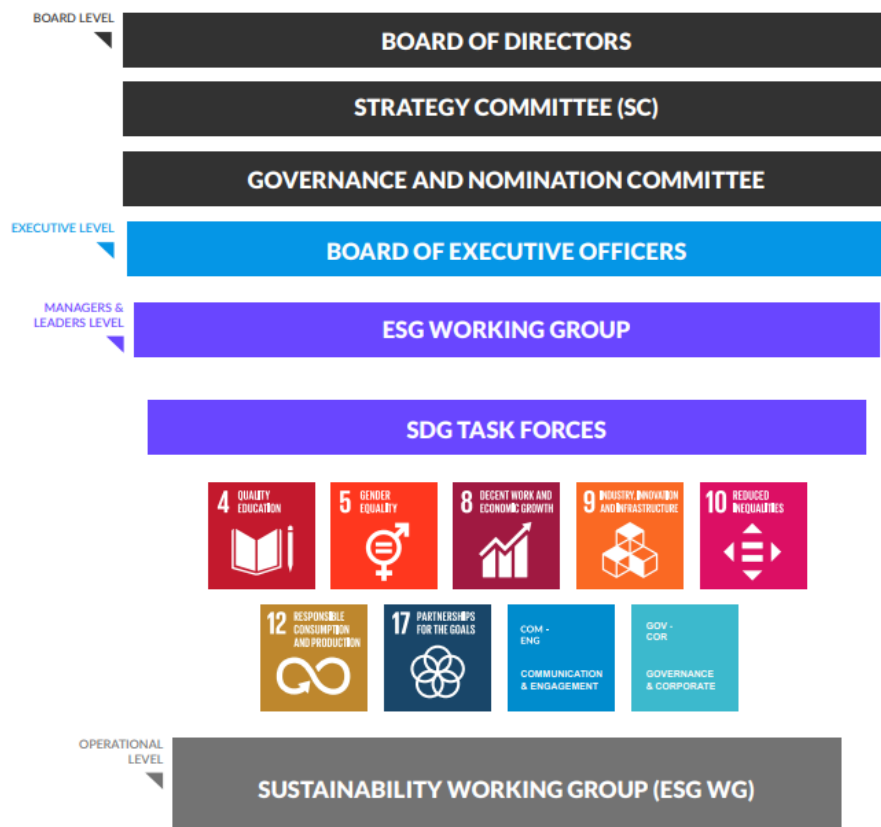 BOARD LEVEL
BOARD OF DIRECTORS
STRATEGY COMMITTEE (SC)
GOVERNANCE AND NOMINATION COMMITTEE
EXECUTIVE LEVEL
BOARD OF EXECUTIVE OFFICERS
MANAGERS &
LEADERS LEVEL
ESG WORKING GROUP
SDG TASK FORCES
4 QUALITY
EDUCATION
5 GENDER
EQUALITY
8 DECENT WORK AND
ECONOMIC GROWTH
9 INDUSTRY, INNOVATION
AND INFRASTRUCTURE
10 REDUCED
INEQUALITIES
12 RESPONSIBLE
CONSUMPTION
AND PRODUCTION
17 PARTNERSHIPS
FOR THE GOALS
COM -
ENG
COMMUNICATION
& ENGAGEMENT
GOV -
COR
GOVERNANCE
& CORPORATE
OPERATIONAL
LEVEL
SUSTAINABILITY WORKING GROUP (ESG WG)